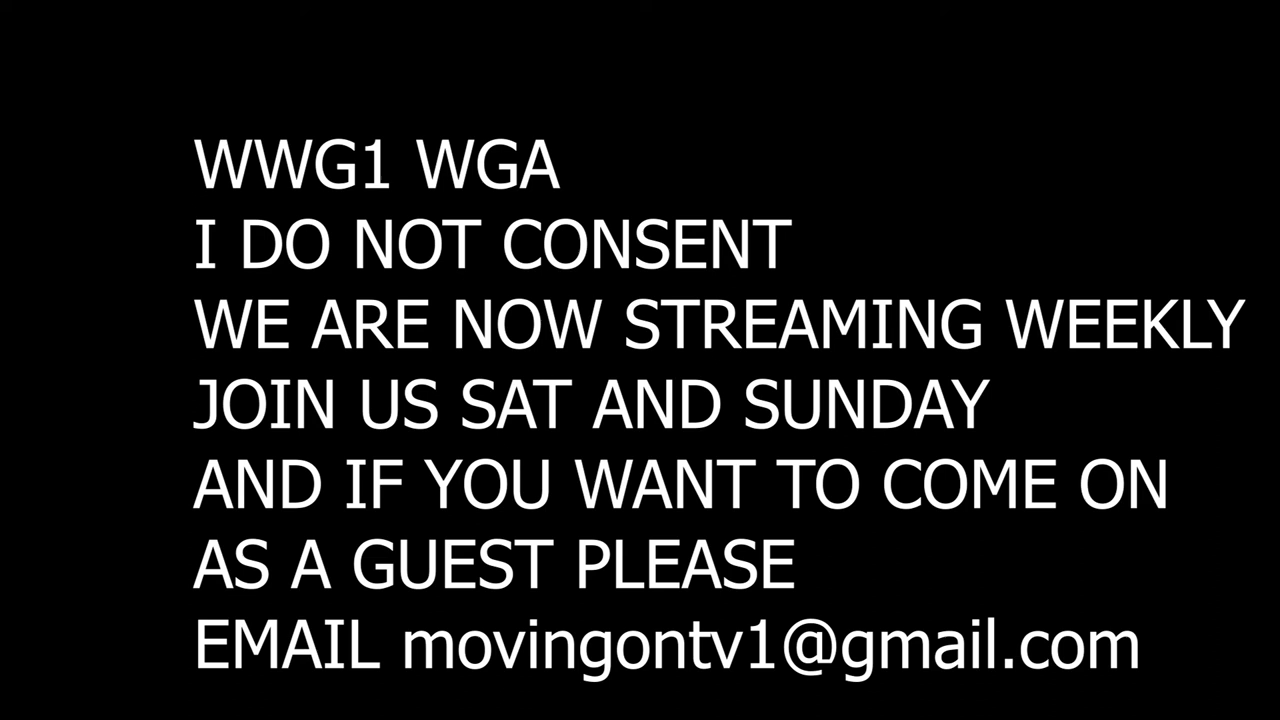 WWG1 WGA
I DO NOT CONSENT
WE ARE NOW STREAMING WEEKLY
JOIN US SAT AND SUNDAY
AND IF YOU WANT TO COME ON
AS A GUEST PLEASE
EMAIL movingontv1@gmail.com